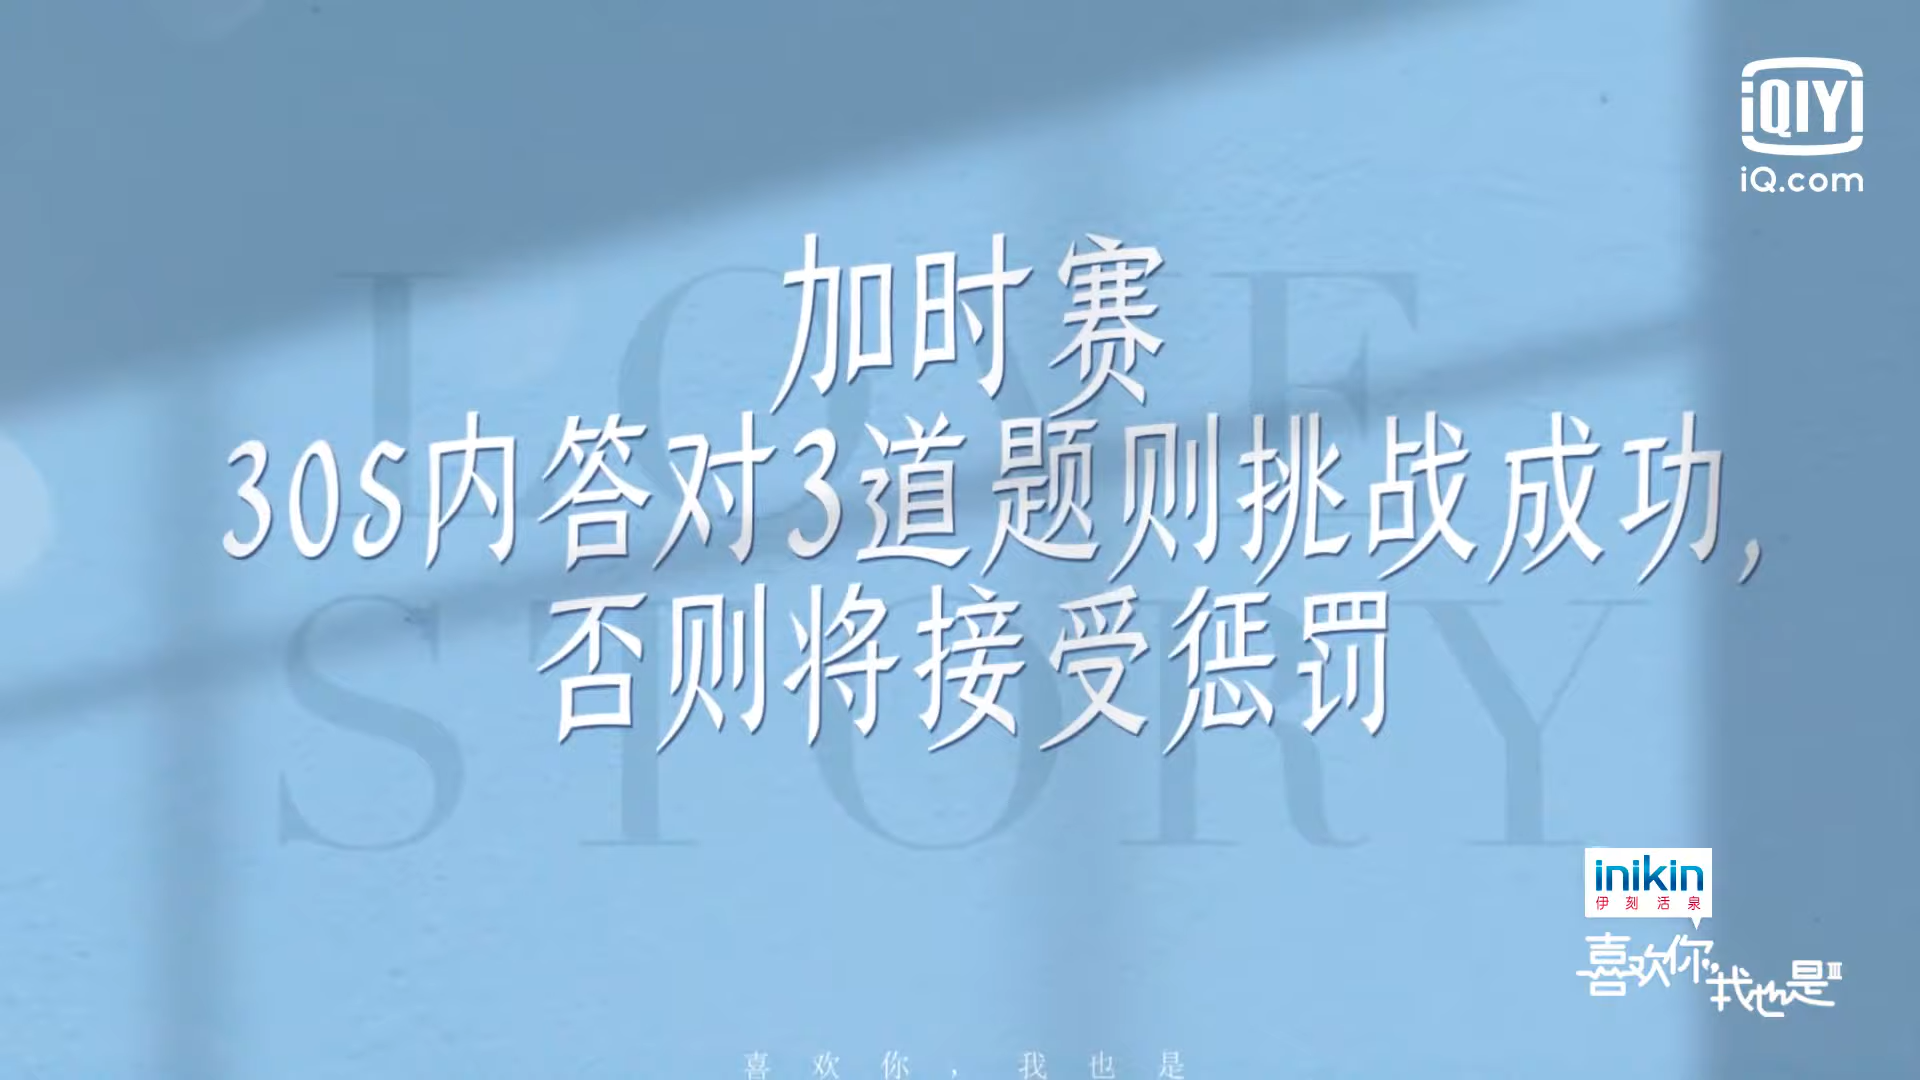 iQIYI
iQ.com
LOVE
加时赛
30S内答对3道题则挑战成功,
否则将接受惩罚
STORY
inikin
伊刻活泉
喜欢你,我也是III
喜欢你,我也是